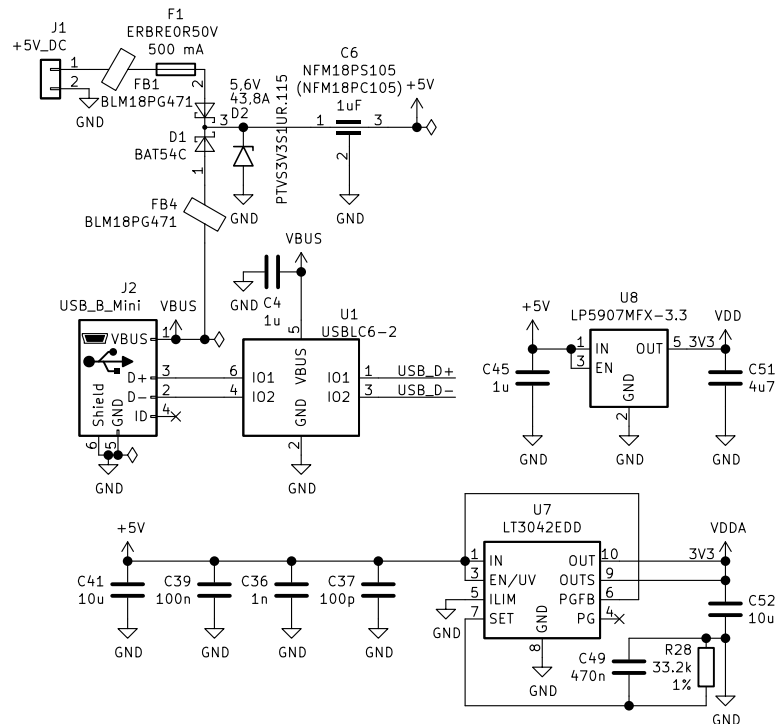 J1
+5V_DC
1
2
GND
F1
ERBRE0R50V
500 mA
FB1
BLM18PG471
2
3
D1
BAT54C
1
5,6V
43,8A
D2
PTVS3V3S1UR.115
GND
C6
NFM18PS105
(NFM18PC105)
1uF
1
3
2
GND
+5V
FB4
BLM18PG471
J2
USB_B_Mini
VBUS
VBUS
1
D+
3
D-
2
ID
4
Shield
GND
6
5
GND
VBUS
GND
C4
1u
5
U1
USBLC6-2
VBUS
6
IO1
IO1
1
USB_D+
4
IO2
IO2
3
USB_D-
GND
2
GND
+5V
U8
LP5907MFX-3.3
VDD
1
IN
OUT
5
3V3
3
EN
GND
2
GND
C45
1u
GND
C51
4u7
GND
+5V
C41
10u
GND
C39
100n
GND
C36
1n
GND
C37
100p
GND
U7
LT3042EDD
1
IN
OUT
10
3V3
VDDA
3
EN/UV
OUTS
9
5
ILIM
PGFB
6
7
SET
PG
4
GND
8
GND
GND
C49
470n
R28
33.2k
1%
C52
10u
GND